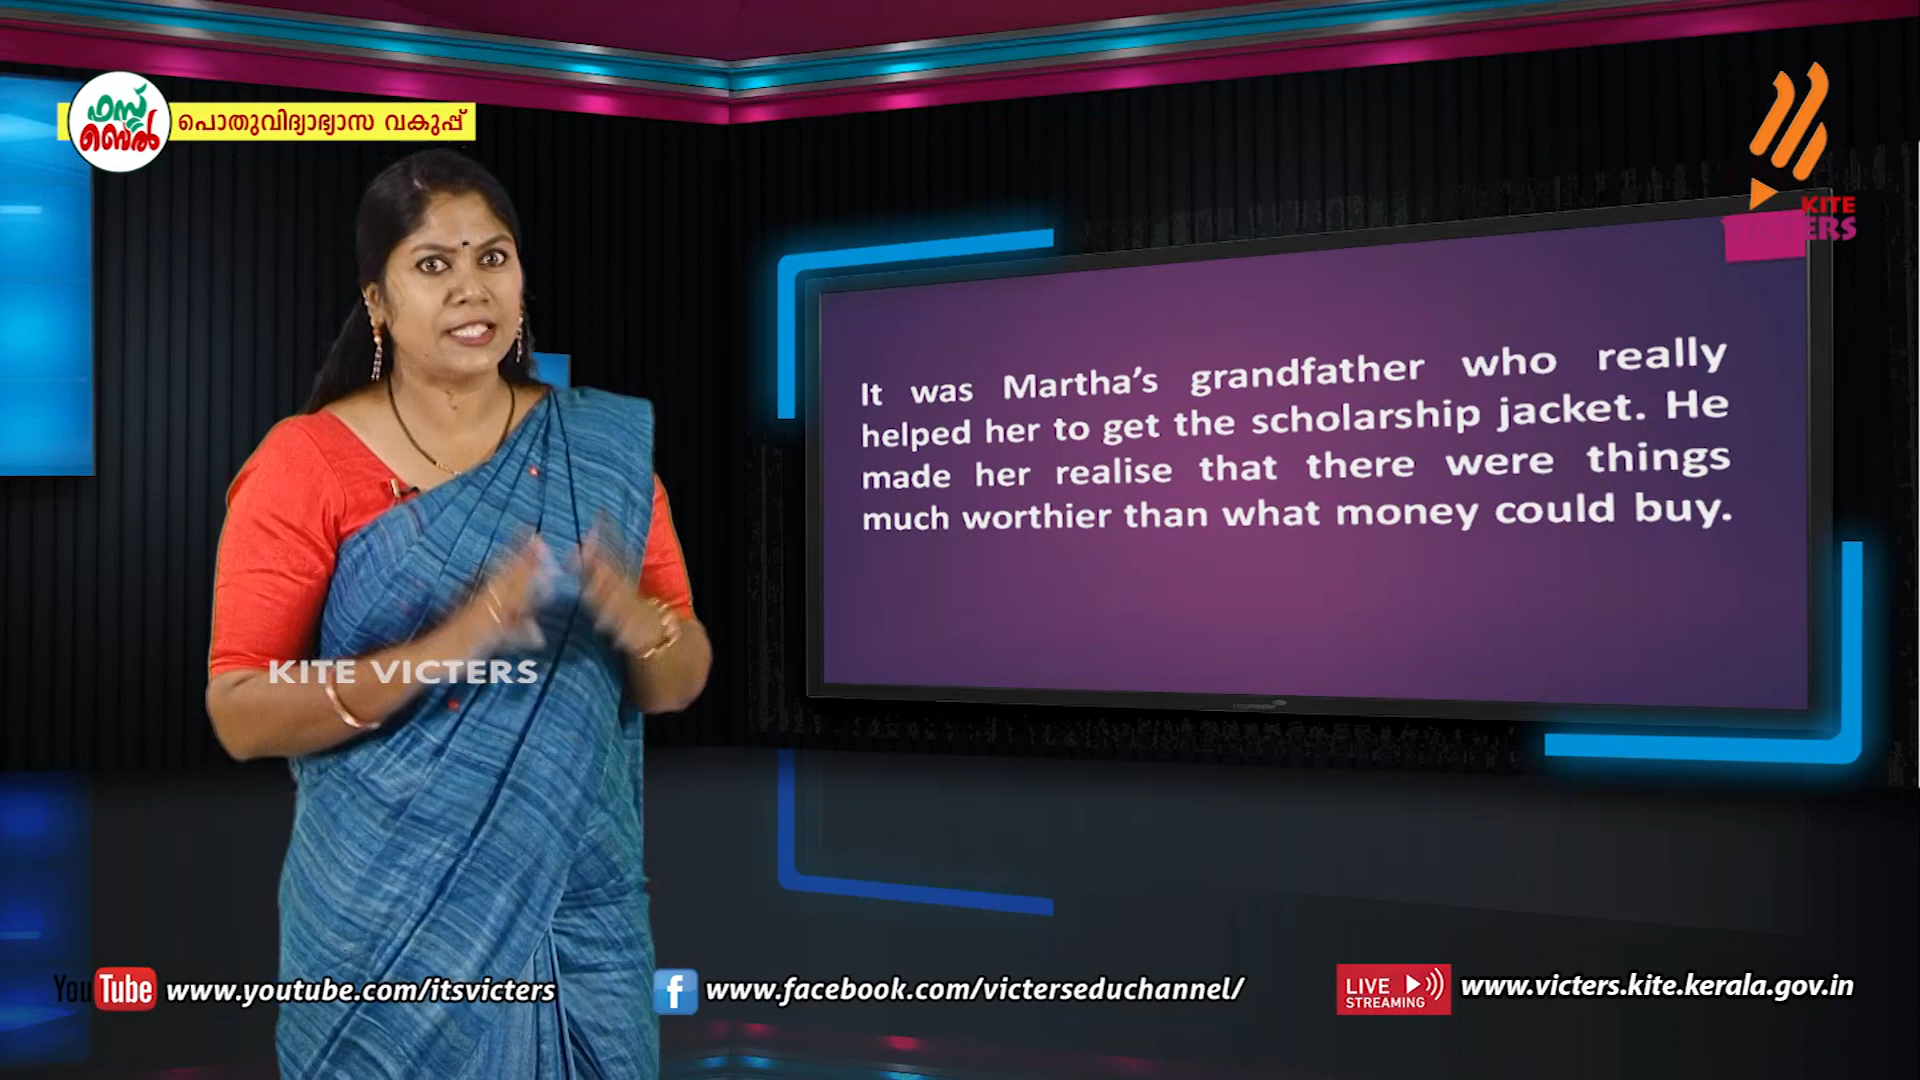 ഫസ്റ്റ്
ബെൽ
പൊതുവിദ്യാഭ്യാസ വകുപ്പ്
KITE
VICTERS
It was Martha’s grandfather who really
helped her to get the scholarship jacket. He
made her realise that there were things
much worthier than what money could buy.
KITE VICTERS
YouTube www.youtube.com/itsvicters
f www.facebook.com/victerseduchannel/
LIVE
STREAMING
www.victers.kite.kerala.gov.in